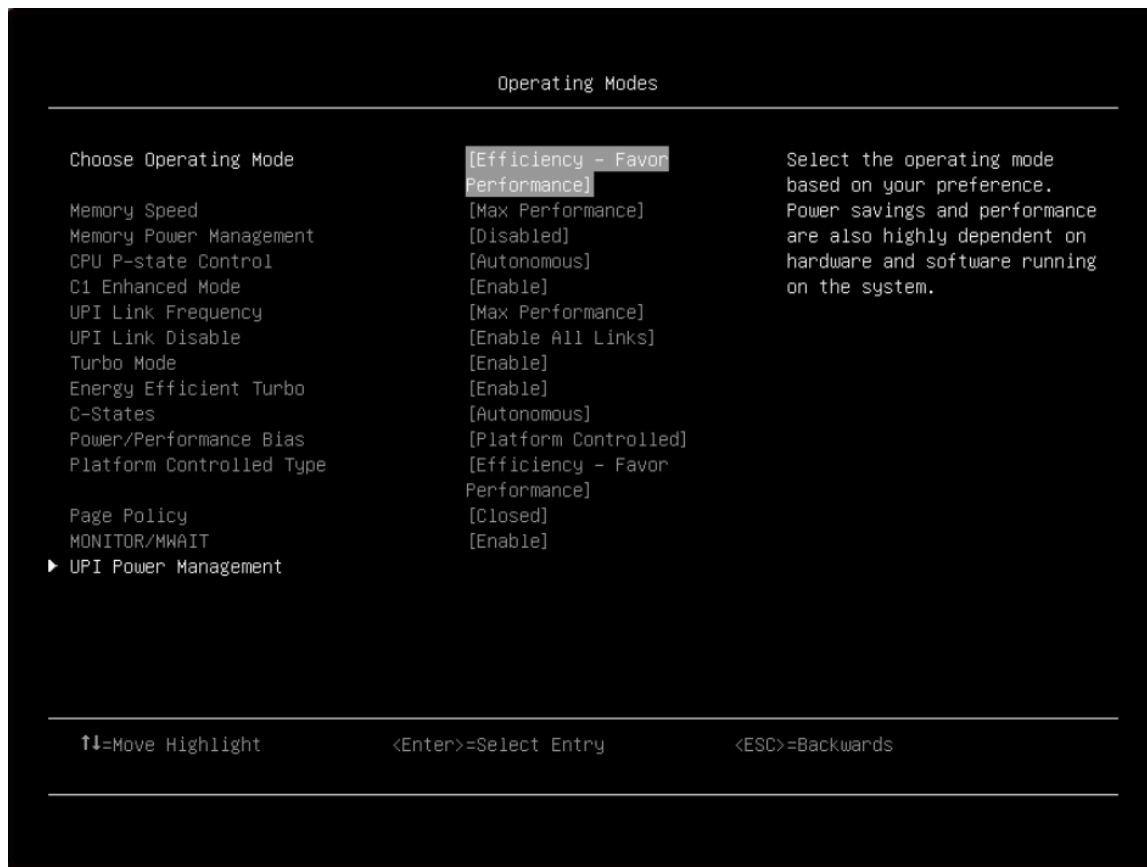 Operating Modes
Choose Operating Mode [Efficiency – Favor Performance]
Select the operating mode
based on your preference.
Power savings and performance
are also highly dependent on
hardware and software running
on the system.
Memory Speed [Max Performance]
Memory Power Management [Disabled]
CPU P-state Control [Autonomous]
C1 Enhanced Mode [Enable]
UPI Link Frequency [Max Performance]
UPI Link Disable [Enable All Links]
Turbo Mode [Enable]
Energy Efficient Turbo [Enable]
C-States [Autonomous]
Power/Performance Bias [Platform Controlled]
Platform Controlled Type [Efficiency – Favor Performance]
Page Policy [Closed]
MONITOR/MWAIT [Enable]
▶ UPI Power Management
↑↓=Move Highlight <Enter>=Select Entry <ESC>=Backwards